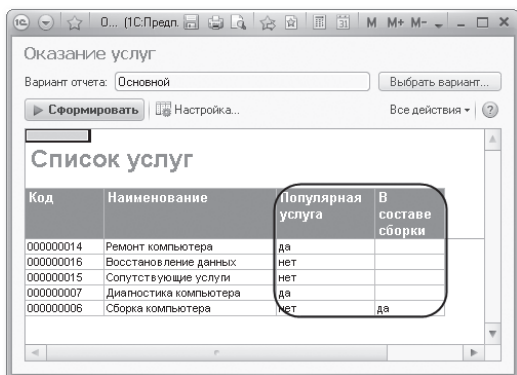 1С 0... (1С:Предп. 31 M M+ M-
Оказание услуг
Вариант отчета: Основной Выбрать вариант...
Сформировать Настройка... Все действия ?
Список услуг
Код Наименование Популярная услуга В составе сборки
000000014 Ремонт компьютера да
000000016 Восстановление данных нет
000000015 Сопутствующие услуги нет
000000007 Диагностика компьютера да
000000006 Сборка компьютера нет да